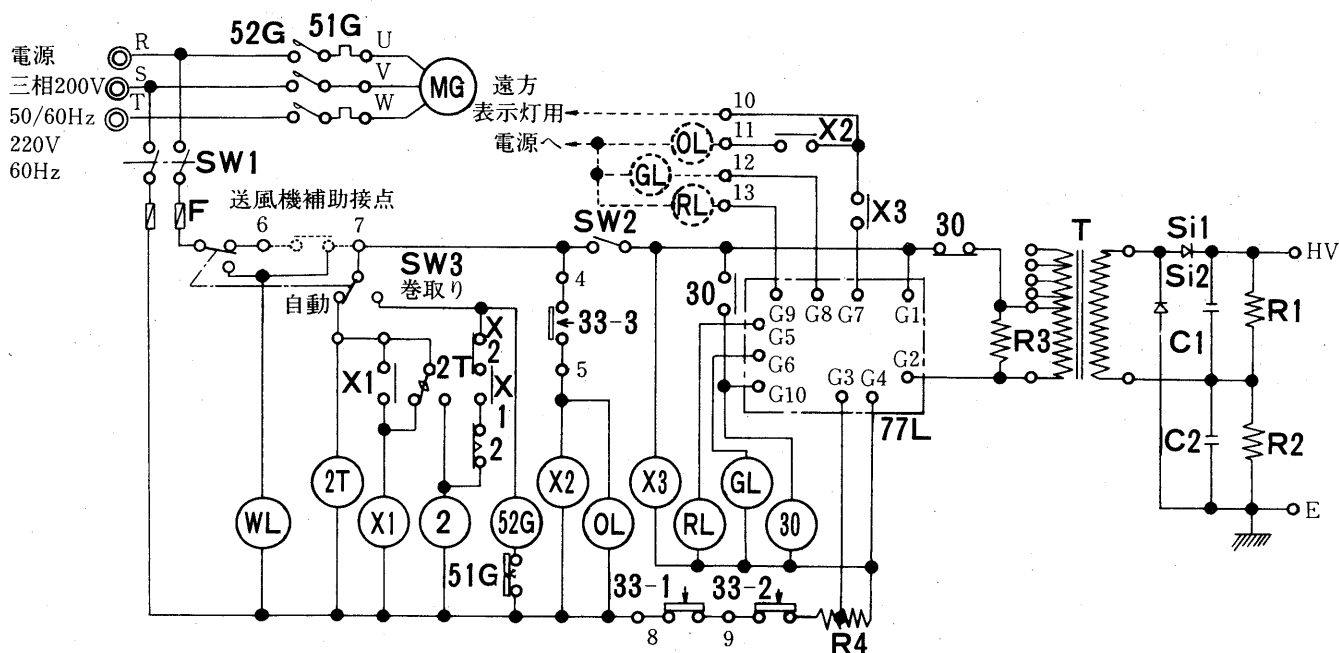 電源
三相200V
50/60Hz
220V
60Hz
R
S
T
52G
51G
U
V
W
MG
遠方
表示灯用
電源へ
10
11
12
13
OL
GL
RL
X2
X3
SW1
F
送風機補助接点
6
7
SW2
SW3
巻取り
自動
4
33-3
5
30
30
T
Si1
Si2
HV
G9
G8
G7
G1
G5
G6
G10
G3
G4
G2
77L
R3
C1
R1
C2
R2
E
X1
2T
X
2
X
1
2
WL
2T
X1
2
52G
X2
OL
X3
RL
GL
30
51G
33-1
33-2
8
9
R4